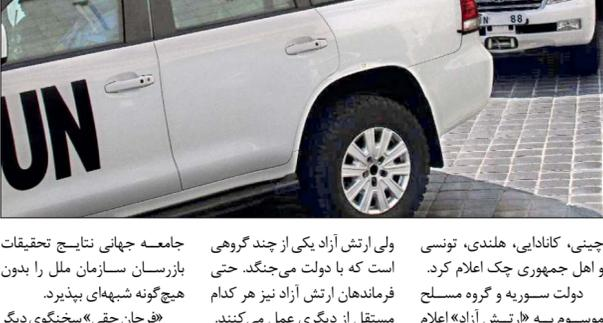 UN
N 88
چینی، کانادایی، هلندی، تونسی
و اهل جمهوری چک اعلام کرد.
دولت سوریه و گروه مسلح
موسوم به «ارتش آزاد» اعلام
ولی ارتش آزاد یکی از چند گروهی
است که با دولت می‌جنگد. حتی
فرماندهان ارتش آزاد نیز هر کدام
مستقل از دیگری عمل می‌کنند.
جامعه جهانی نتایج تحقیقات
بازرسان سازمان ملل را بدون
هیچ‌گونه شبهه‌ای بپذیرد.
«فرحان حقی» سخنگوی دیگر